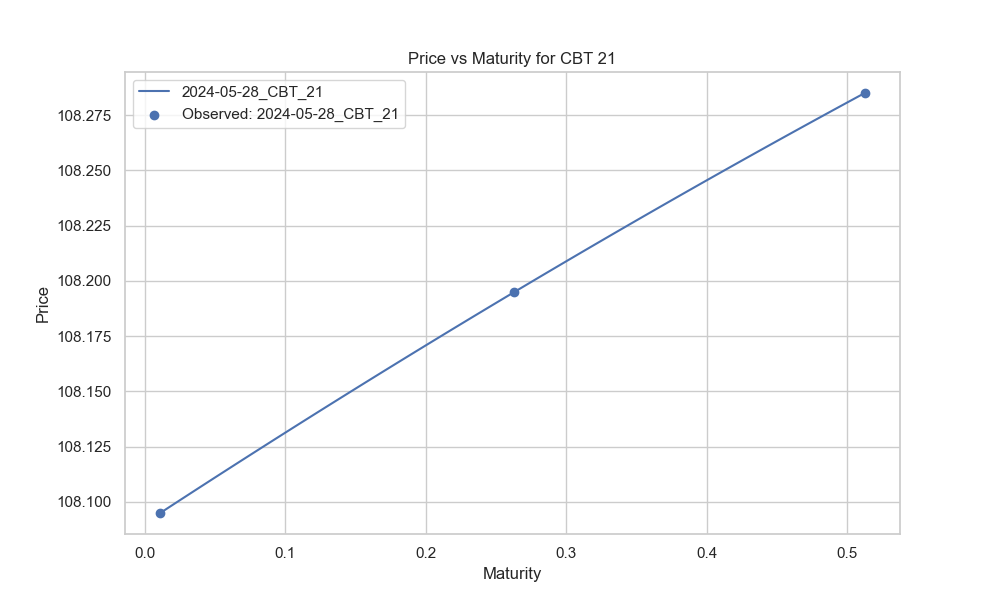 Price vs Maturity for CBT 21
2024-05-28_CBT_21
Observed: 2024-05-28_CBT_21
108.275
108.250
108.225
108.200
108.175
108.150
108.125
108.100
Price
0.0 0.1 0.2 0.3 0.4 0.5
Maturity